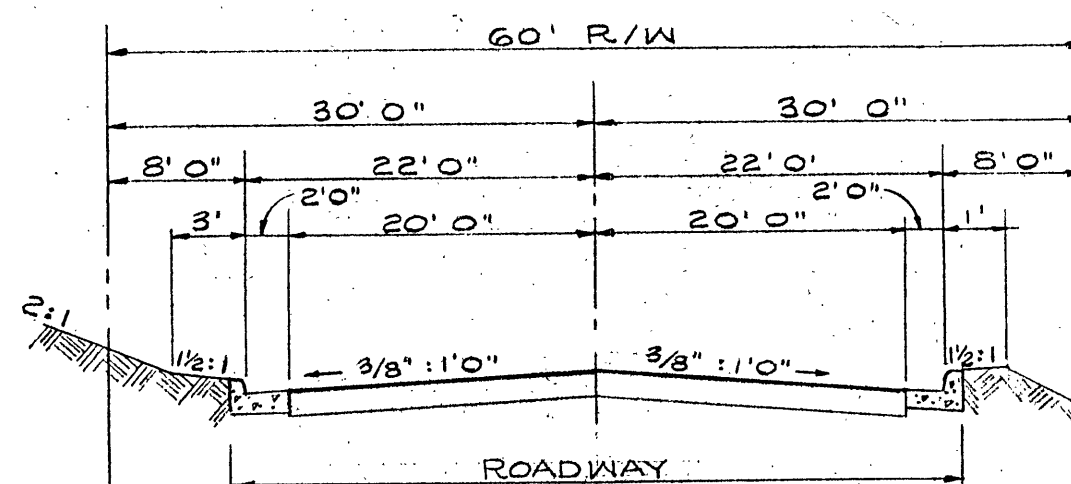 60' R/W
30' 0" 30' 0"
8' 0" 22' 0" 22' 0' 8' 0"
2' 0" 2' 0"
3' 20' 0" 20' 0" 1'
2:1
1½:1 3/8" : 1' 0" 3/8" : 1' 0" 1½:1
ROADWAY